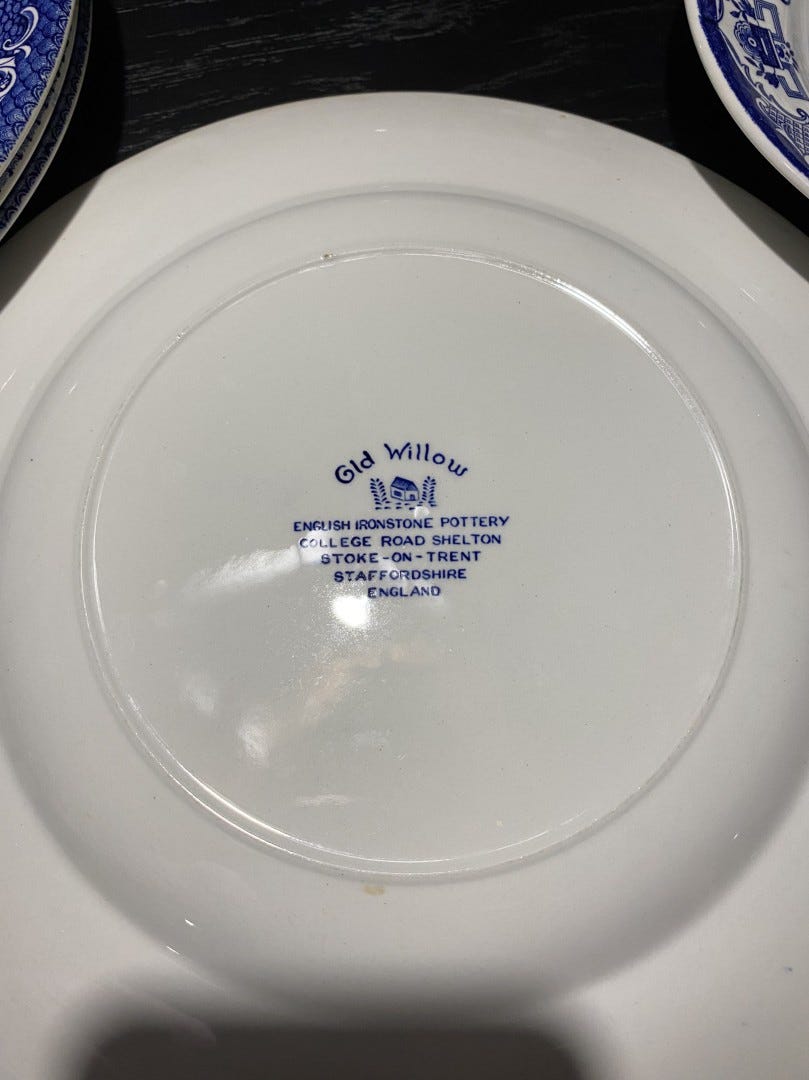 Old Willow
ENGLISH IRONSTONE POTTERY
COLLEGE ROAD SHELTON
STOKE-ON-TRENT
STAFFORDSHIRE
ENGLAND